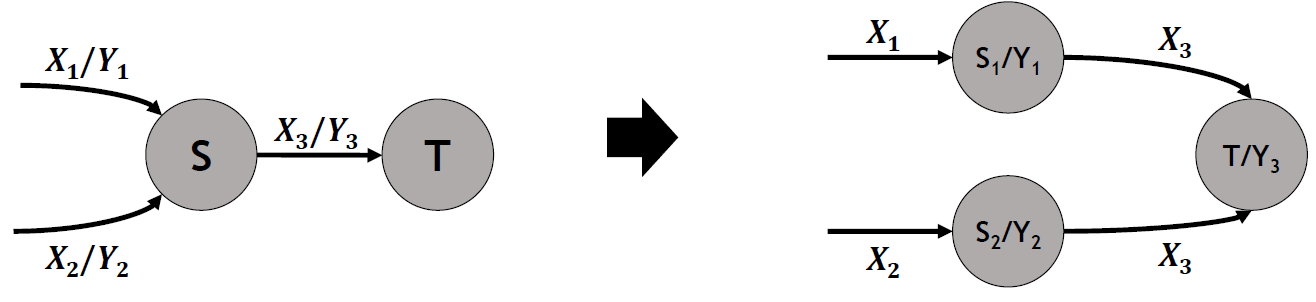 X₁/Y₁
S
X₃/Y₃
T
X₂/Y₂
X₁
S₁/Y₁
X₃
T/Y₃
X₂
S₂/Y₂
X₃